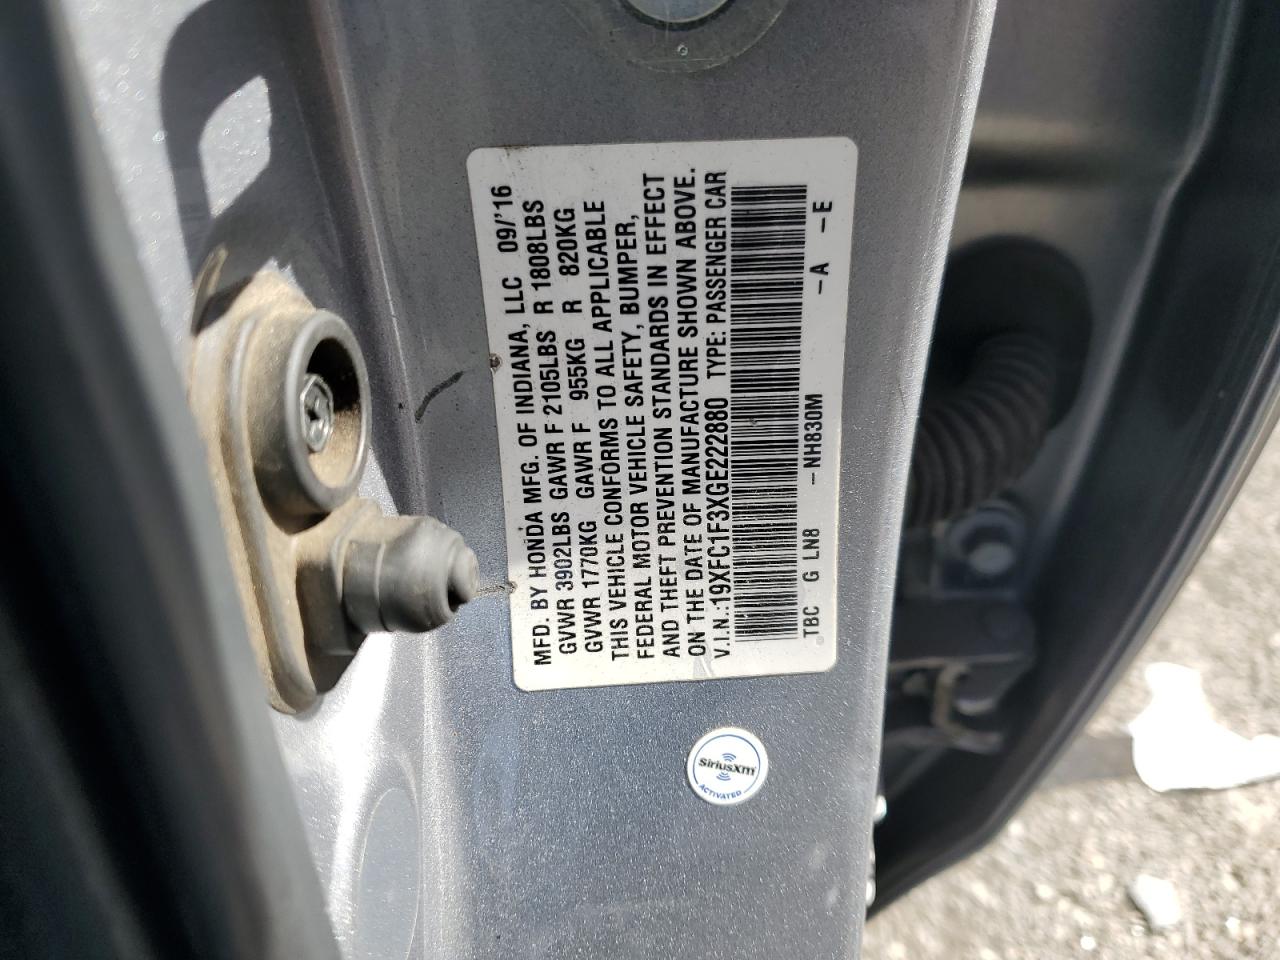 MFD. BY HONDA MFG. OF INDIANA, LLC 09/'16
GVWR 3902LBS GAWR F 2105LBS R 1808LBS
GVWR 1770KG GAWR F 955KG R 820KG
THIS VEHICLE CONFORMS TO ALL APPLICABLE
FEDERAL MOTOR VEHICLE SAFETY, BUMPER,
AND THEFT PREVENTION STANDARDS IN EFFECT
ON THE DATE OF MANUFACTURE SHOWN ABOVE.
V.I.N.:19XFC1F3XGE222880 TYPE: PASSENGER CAR
TBC G LN8 -NH830M -A -E
SiriusXm
ACTIVATED